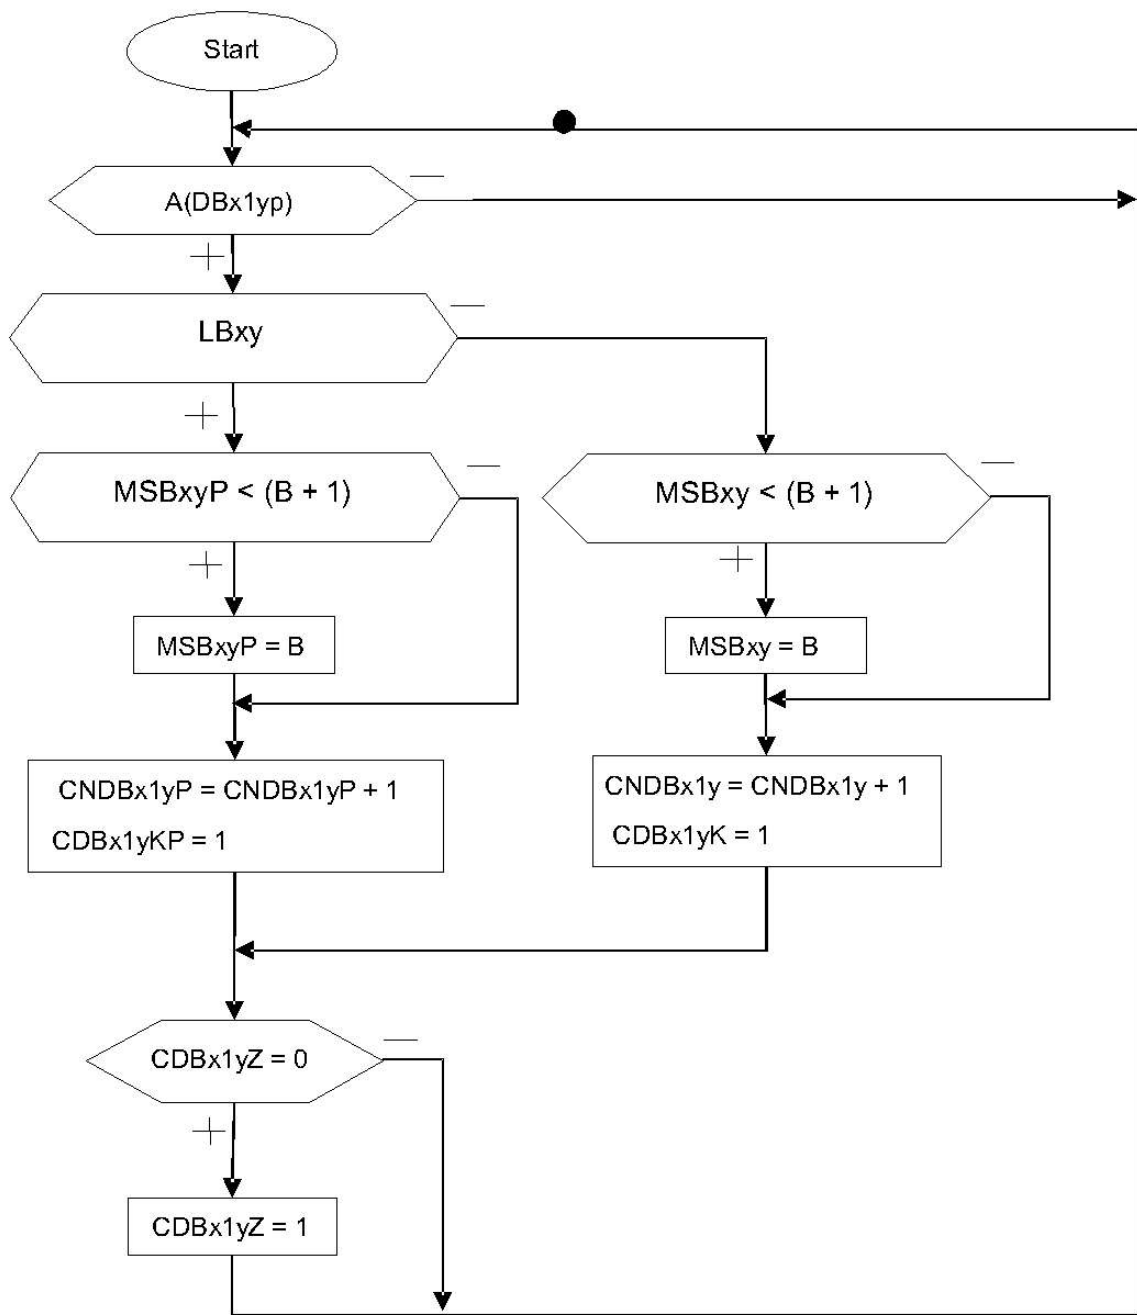 Start
A(DBx1yp)
—
+
LBxy
—
+
MSBxyP < (B + 1)
—
MSBxy < (B + 1)
—
+
+
MSBxyP = B
MSBxy = B
CNDBx1yP = CNDBx1yP + 1
CDBx1yKP = 1
CNDBx1y = CNDBx1y + 1
CDBx1yK = 1
CDBx1yZ = 0
—
+
CDBx1yZ = 1